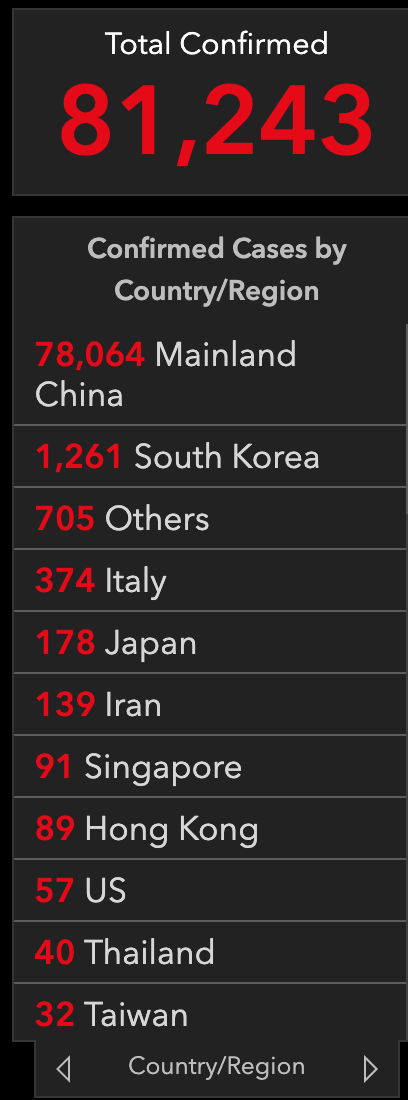 Total Confirmed
81,243
Confirmed Cases by
Country/Region
78,064 Mainland
China
1,261 South Korea
705 Others
374 Italy
178 Japan
139 Iran
91 Singapore
89 Hong Kong
57 US
40 Thailand
32 Taiwan
Country/Region